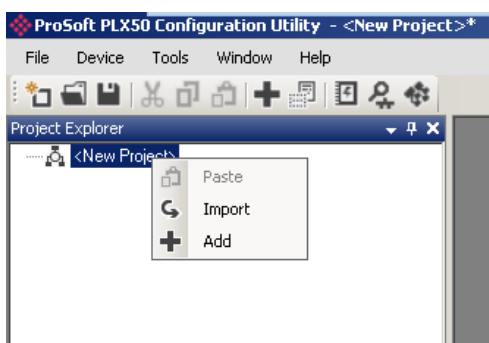 ProSoft PLX50 Configuration Utility - <New Project>*
File Device Tools Window Help
Project Explorer
<New Project>
Paste
Import
Add